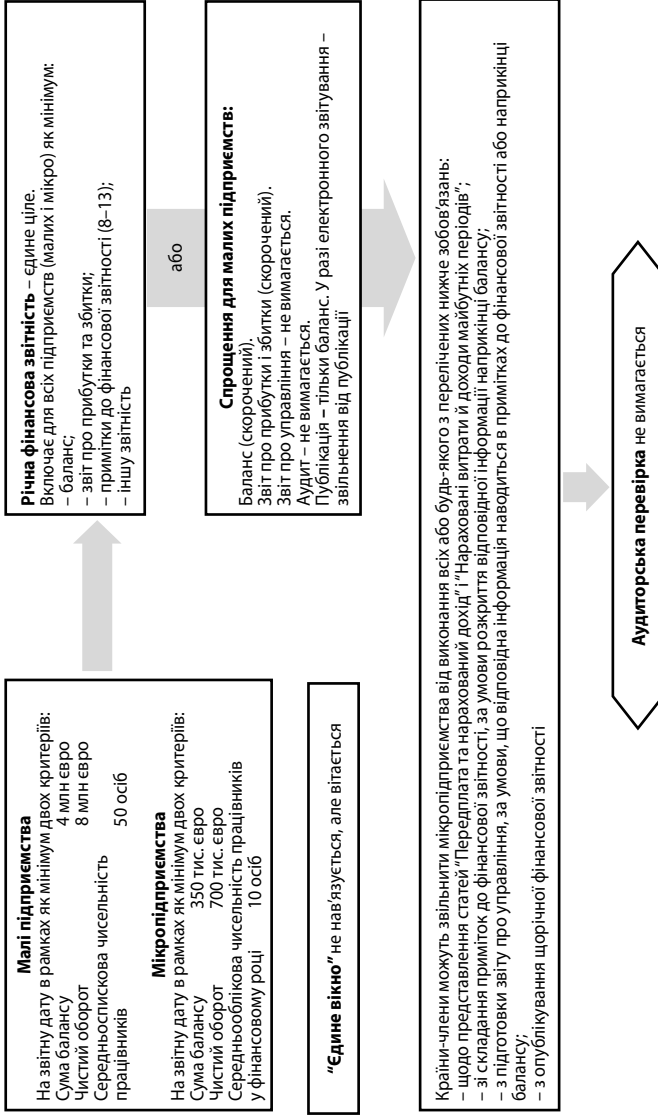 Малі підприємства
На звітну дату в рамках як мінімум двох критеріїв:
Сума балансу 4 млн євро
Чистий оборот 8 млн євро
Середньоспискова чисельність
працівників 50 осіб
Мікропідприємства
На звітну дату в рамках як мінімум двох критеріїв:
Сума балансу 350 тис. євро
Чистий оборот 700 тис. євро
Середньооблікова чисельність працівників
у фінансовому році 10 осіб
"Єдине вікно" не нав'язується, але вітається
Річна фінансова звітність – єдине ціле.
Включає для всіх підприємств (малих і мікро) як мінімум:
– баланс;
– звіт про прибутки та збитки;
– примітки до фінансової звітності (8–13);
– іншу звітність
або
Спрощення для малих підприємств:
Баланс (скорочений).
Звіт про прибутки і збитки (скорочений).
Звіт про управління – не вимагається.
Аудит – не вимагається.
Публікація – тільки баланс. У разі електронного звітування –
звільнення від публікації
Країни-члени можуть звільнити мікропідприємства від виконання всіх або будь-якого з перелічених нижче зобов'язань:
– щодо представлення статей "Передплата та нарахований дохід" і "Нараховані витрати й доходи майбутніх періодів";
– зі складання приміток до фінансової звітності, за умови розкриття відповідної інформації наприкінці балансу;
– з підготовки звіту про управління, за умови, що відповідна інформація наводиться в примітках до фінансової звітності або наприкінці
балансу;
– з опублікування щорічної фінансової звітності
Аудиторська перевірка не вимагається